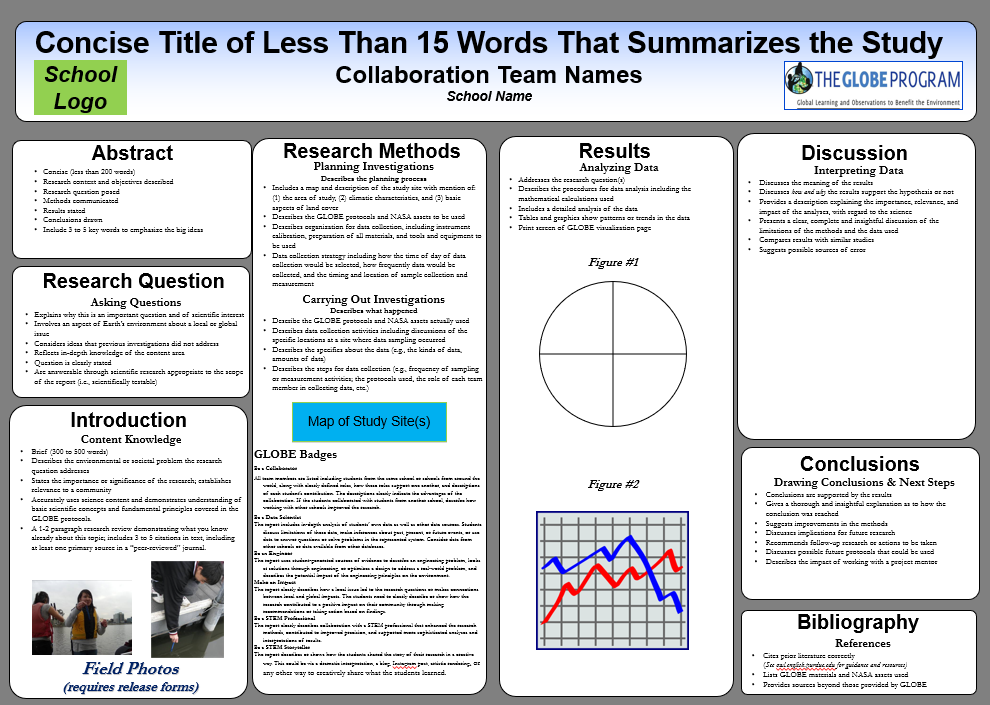 Concise Title of Less Than 15 Words That Summarizes the Study
School
Logo
Collaboration Team Names
School Name
THE GLOBE PROGRAM
Global Learning and Observations to Benefit the Environment
Abstract
• Concise (less than 200 words)
• Research context and objectives described
• Research question posed
• Methods communicated
• Results stated
• Conclusions drawn
• Include 3 to 5 key words to emphasize the big ideas
Research Question
Asking Questions
• Explains why this is an important question and of scientific interest
• Involves an aspect of Earth's environment about a local or global
issue
• Considers ideas that previous investigations did not address
• Reflects in-depth knowledge of the content area
• Question is clearly stated
• Are answerable through scientific research appropriate to the scope
of the report (i.e., scientifically testable)
Introduction
Content Knowledge
• Brief (300 to 500 words)
• Describes the environmental or societal problem the research
question addresses
• States the importance or significance of the research; establishes
relevance to a community
• Accurately uses science content and demonstrates understanding of
basic scientific concepts and fundamental principles covered in the
GLOBE protocols.
• A 1-2 paragraph research review demonstrating what you know
already about this topic; includes 3 to 5 citations in text, including
at least one primary source in a "peer-reviewed" journal.
Field Photos
(requires release forms)
Research Methods
Planning Investigations
Describes the planning process
• Includes a map and description of the study site with mention of:
(1) the area of study, (2) climatic characteristics, and (3) basic
aspects of land cover
• Describes the GLOBE protocols and NASA assets to be used
• Describes organization for data collection, including instrument
calibration, preparation of all materials, and tools and equipment to
be used
• Data collection strategy including how the time of day of data
collection would be selected, how frequently data would be
collected, and the timing and location of sample collection and
measurement
Carrying Out Investigations
Describes what happened
• Describe the GLOBE protocols and NASA assets actually used
• Describes data collection activities including discussions of the
specific locations at a site where data sampling occurred
• Describes the specifics about the data (e.g., the kinds of data,
amounts of data)
• Describes the steps for data collection (e.g., frequency of sampling
or measurement activities; the protocols used, the role of each team
member in collecting data, etc.)
Map of Study Site(s)
GLOBE Badges
Be a Collaborator
All team members are listed including students from the same school or schools from around the
world, along with clearly defined roles, how these roles support one another, and descriptions
of each student's contribution. The descriptions clearly indicate the advantages of the
collaboration. If the students collaborated with students from another school, describe how
working with other schools improved the research.
Be a Data Scientist
The report includes in-depth analysis of students' own data as well as other data sources. Students
discuss limitations of these data, make inferences about past, present, or future events, or use
data to answer questions or solve problems in the represented system. Consider data from
other schools or data available from other databases.
Be an Engineer
The report uses student-generated sources of evidence to describe an engineering problem, looks
at solutions through engineering, or optimizes a design to address a real-world problem, and
describes the potential impact of the engineering principles on the environment.
Make an Impact
The report clearly describes how a local issue led to the research questions or makes connections
between local and global impacts. The students need to clearly describe or show how the
research contributed to a positive impact on their community through making
recommendations or taking action based on findings.
Be a STEM Professional
The report clearly describes collaboration with a STEM professional that enhanced the research
methods, contributed to improved precision, and supported more sophisticated analyses and
interpretations of results.
Be a STEM Storyteller
The report describes or shows how the students shared the story of their research in a creative
way. This could be via a dramatic interpretation, a blog, Instagram post, artistic rendering, or
any other way to creatively share what the students learned.
Results
Analyzing Data
• Addresses the research question(s)
• Describes the procedures for data analysis including the
mathematical calculations used
• Includes a detailed analysis of the data
• Tables and graphics show patterns or trends in the data
• Print screen of GLOBE visualization page
Figure #1
Figure #2
Discussion
Interpreting Data
• Discusses the meaning of the results
• Discusses how and why the results support the hypothesis or not
• Provides a description explaining the importance, relevance, and
impact of the analyses, with regard to the science
• Presents a clear, complete and insightful discussion of the
limitations of the methods and the data used
• Compares results with similar studies
• Suggests possible sources of error
Conclusions
Drawing Conclusions & Next Steps
• Conclusions are supported by the results
• Gives a thorough and insightful explanation as to how the
conclusion was reached
• Suggests improvements in the methods
• Discusses implications for future research
• Recommends follow-up research or actions to be taken
• Discusses possible future protocols that could be used
• Describes the impact of working with a project mentor
Bibliography
References
• Cites prior literature correctly
(See owl.english.purdue.edu for guidance and resources)
• Lists GLOBE materials and NASA assets used
• Provides sources beyond those provided by GLOBE